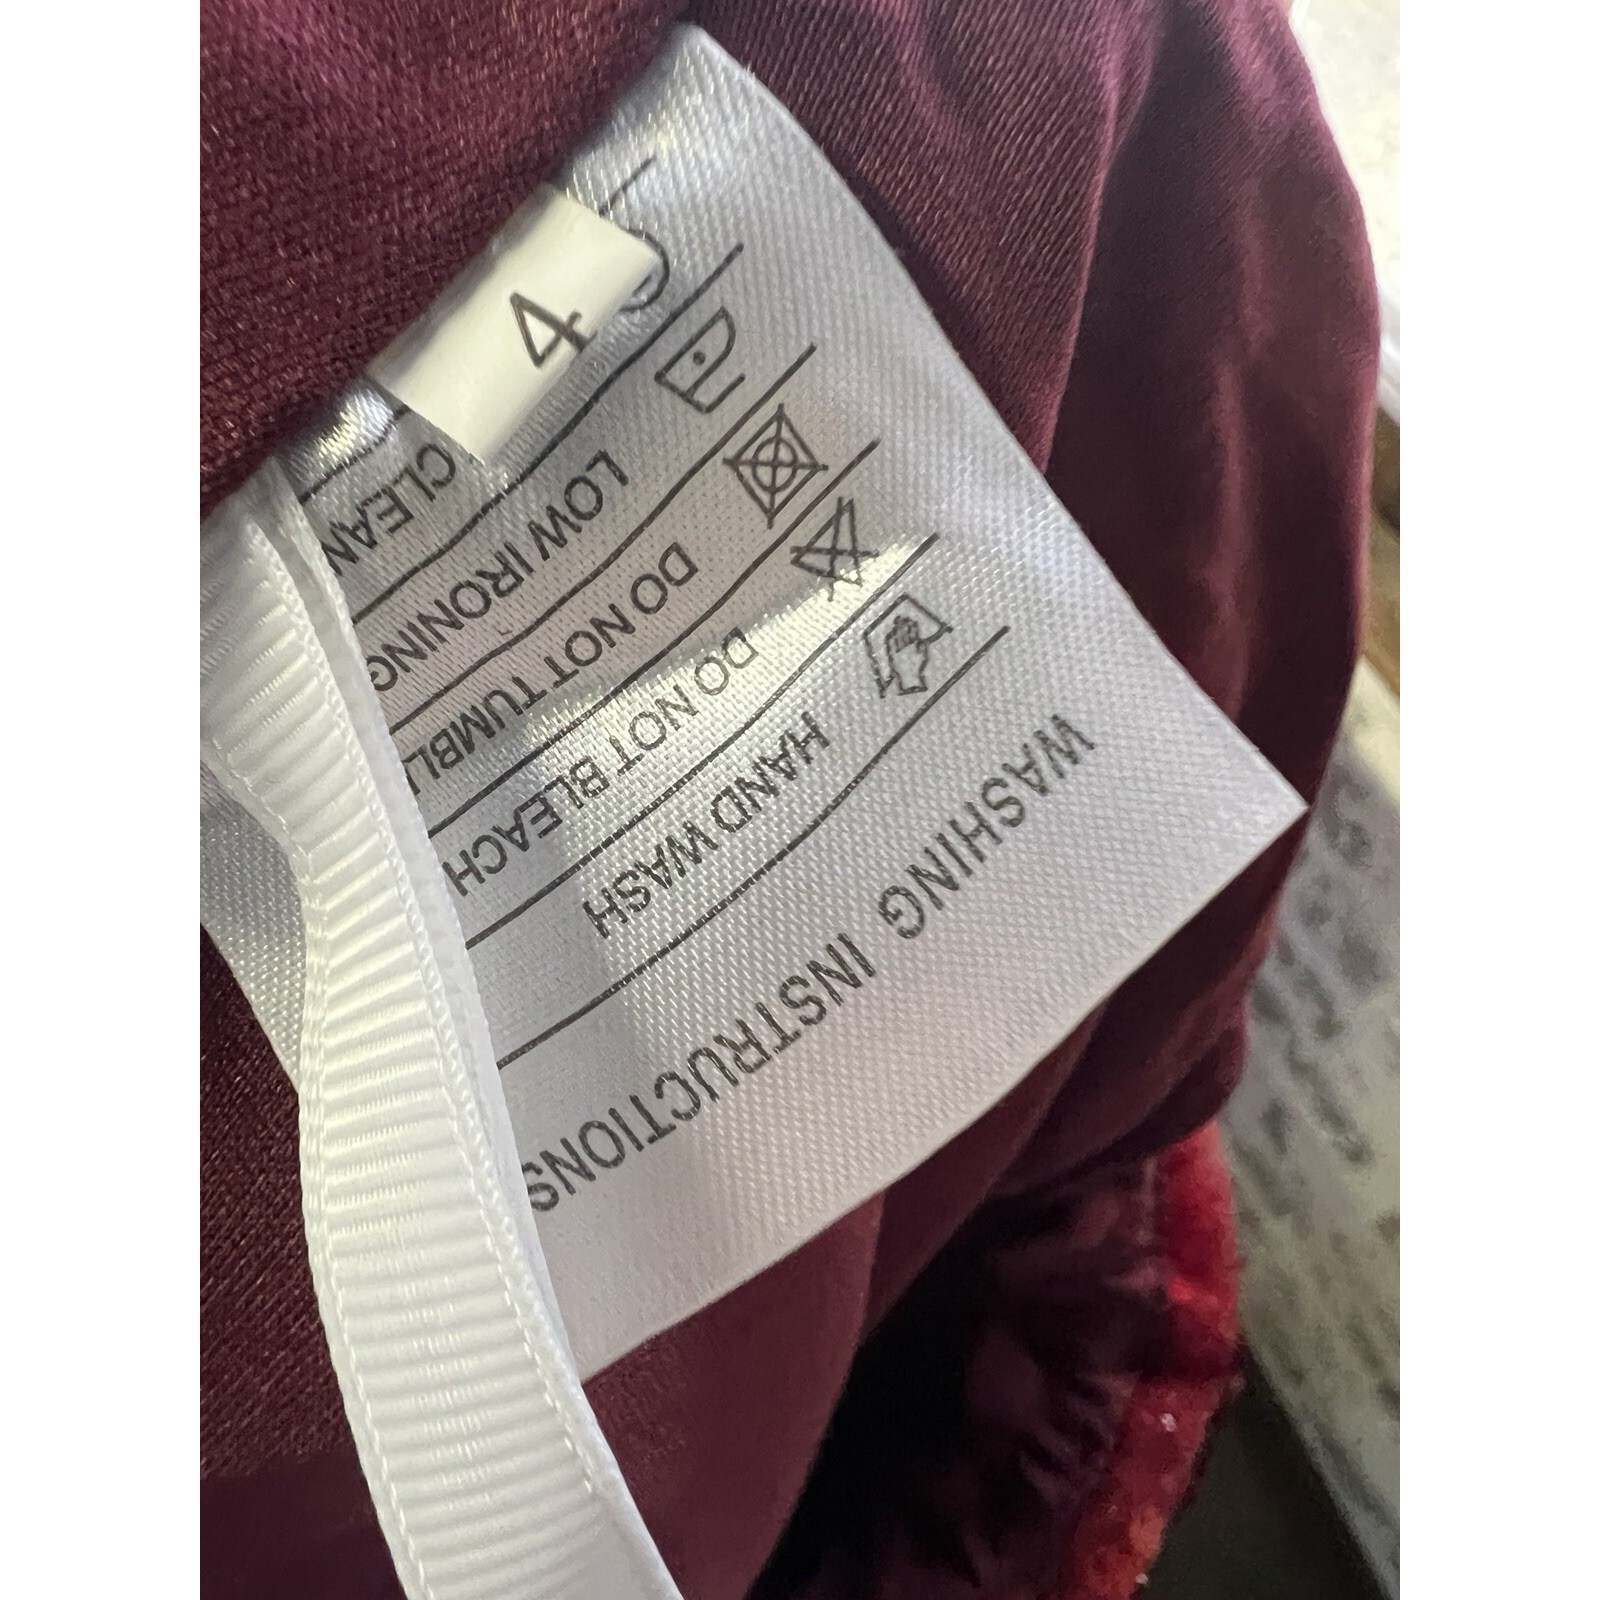 WASHING INSTRUCTIONS
HAND WASH
DO NOT BLEACH
DO NOT TUMBL
LOW IRONING
CLEAN
4